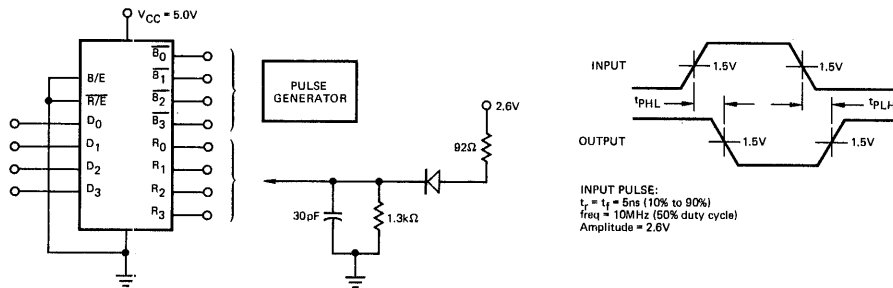 VCC = 5.0V
B/E
R/E
D0
D1
D2
D3
B0
B1
B2
B3
R0
R1
R2
R3
PULSE
GENERATOR
2.6V
92Ω
30pF
1.3kΩ
INPUT
1.5V
1.5V
tPHL
tPLH
OUTPUT
1.5V
1.5V
INPUT PULSE:
tr = tf = 5ns (10% to 90%)
freq = 10MHz (50% duty cycle)
Amplitude = 2.6V